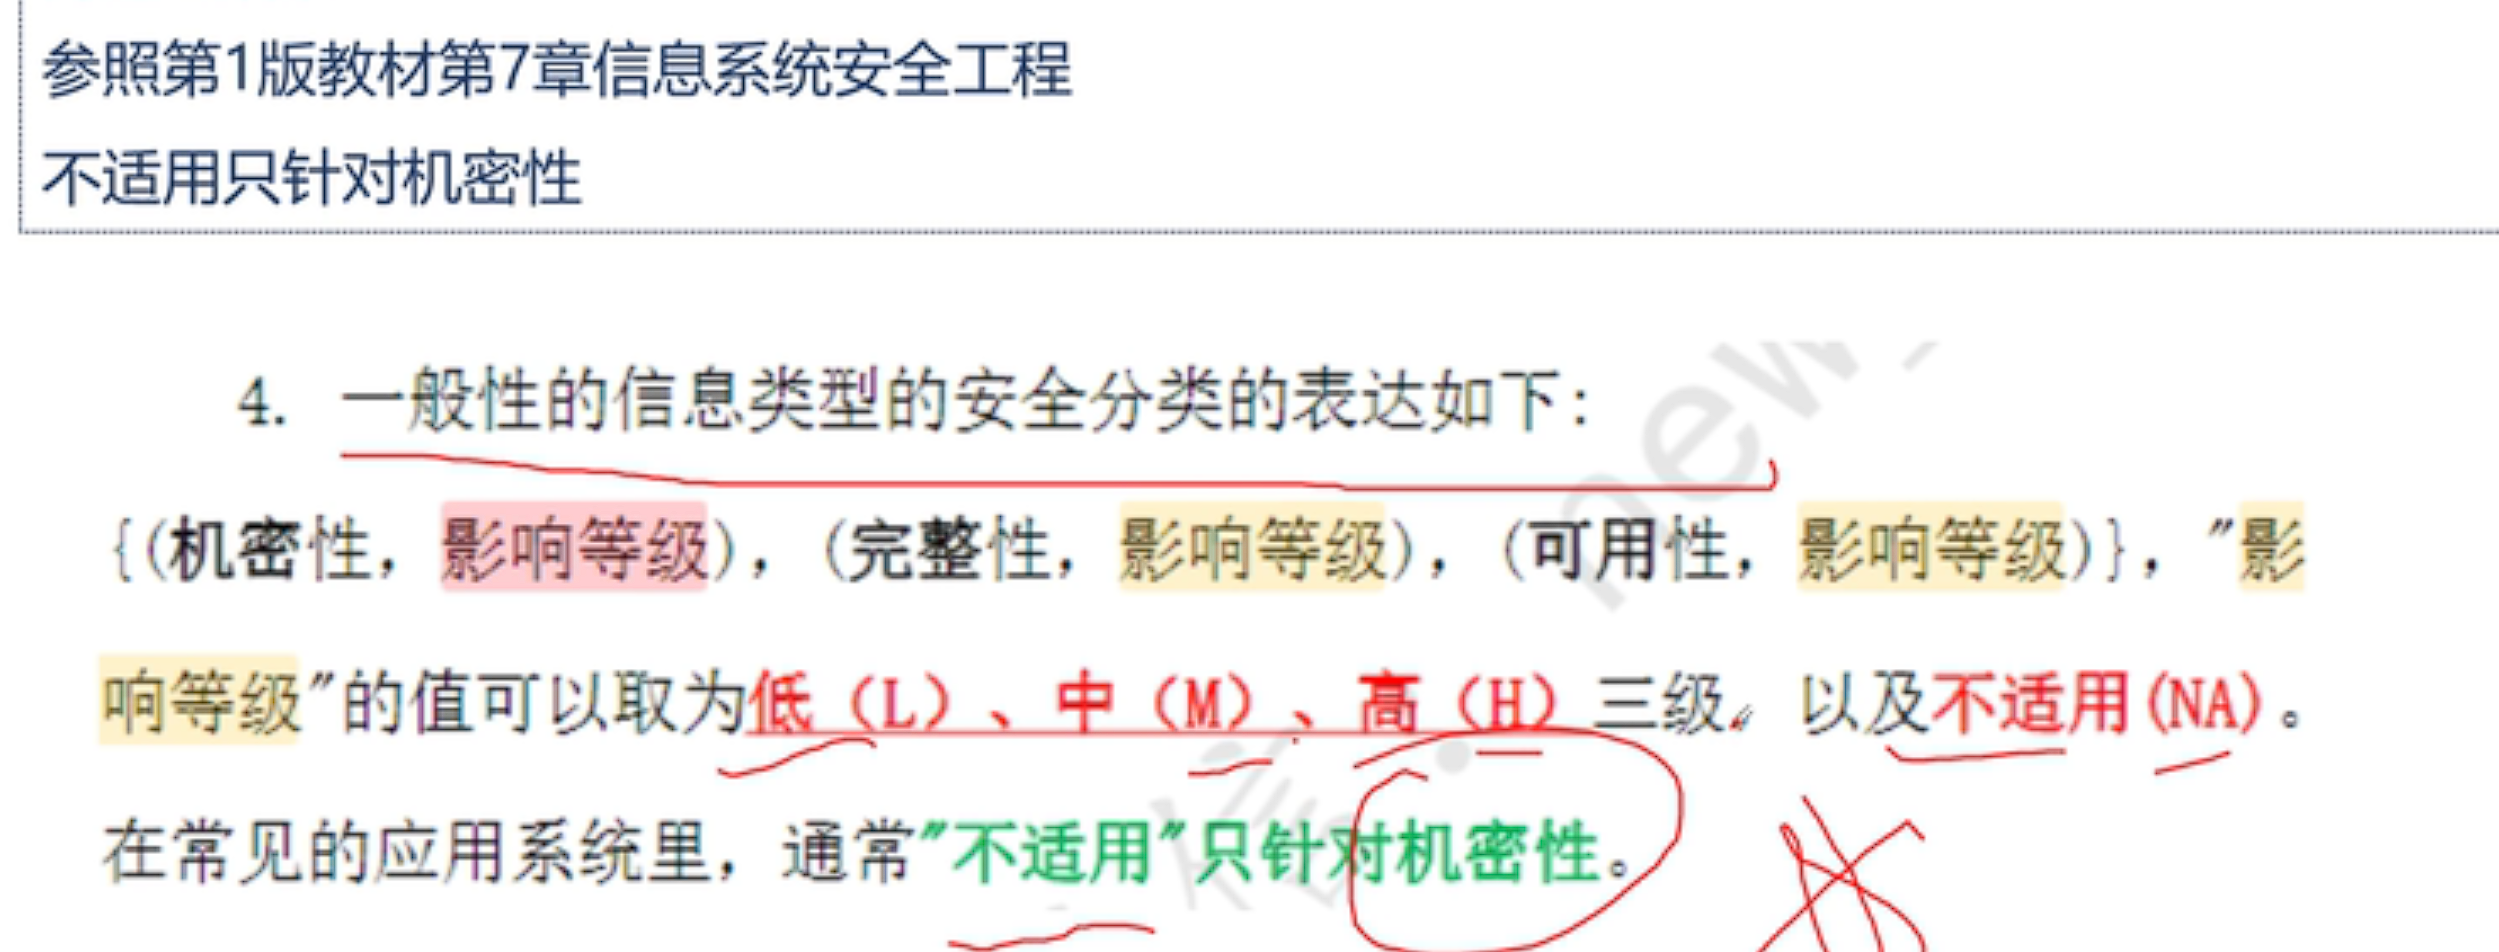 参照第1版教材第7章信息系统安全工程
不适用只针对机密性
4. 一般性的信息类型的安全分类的表达如下：
{(机密性，影响等级)，(完整性，影响等级)，(可用性，影响等级)}，"影
响等级"的值可以取为低（L）、中（M）、高（H）三级。以及不适用(NA)。
在常见的应用系统里，通常"不适用"只针对机密性。
new
信